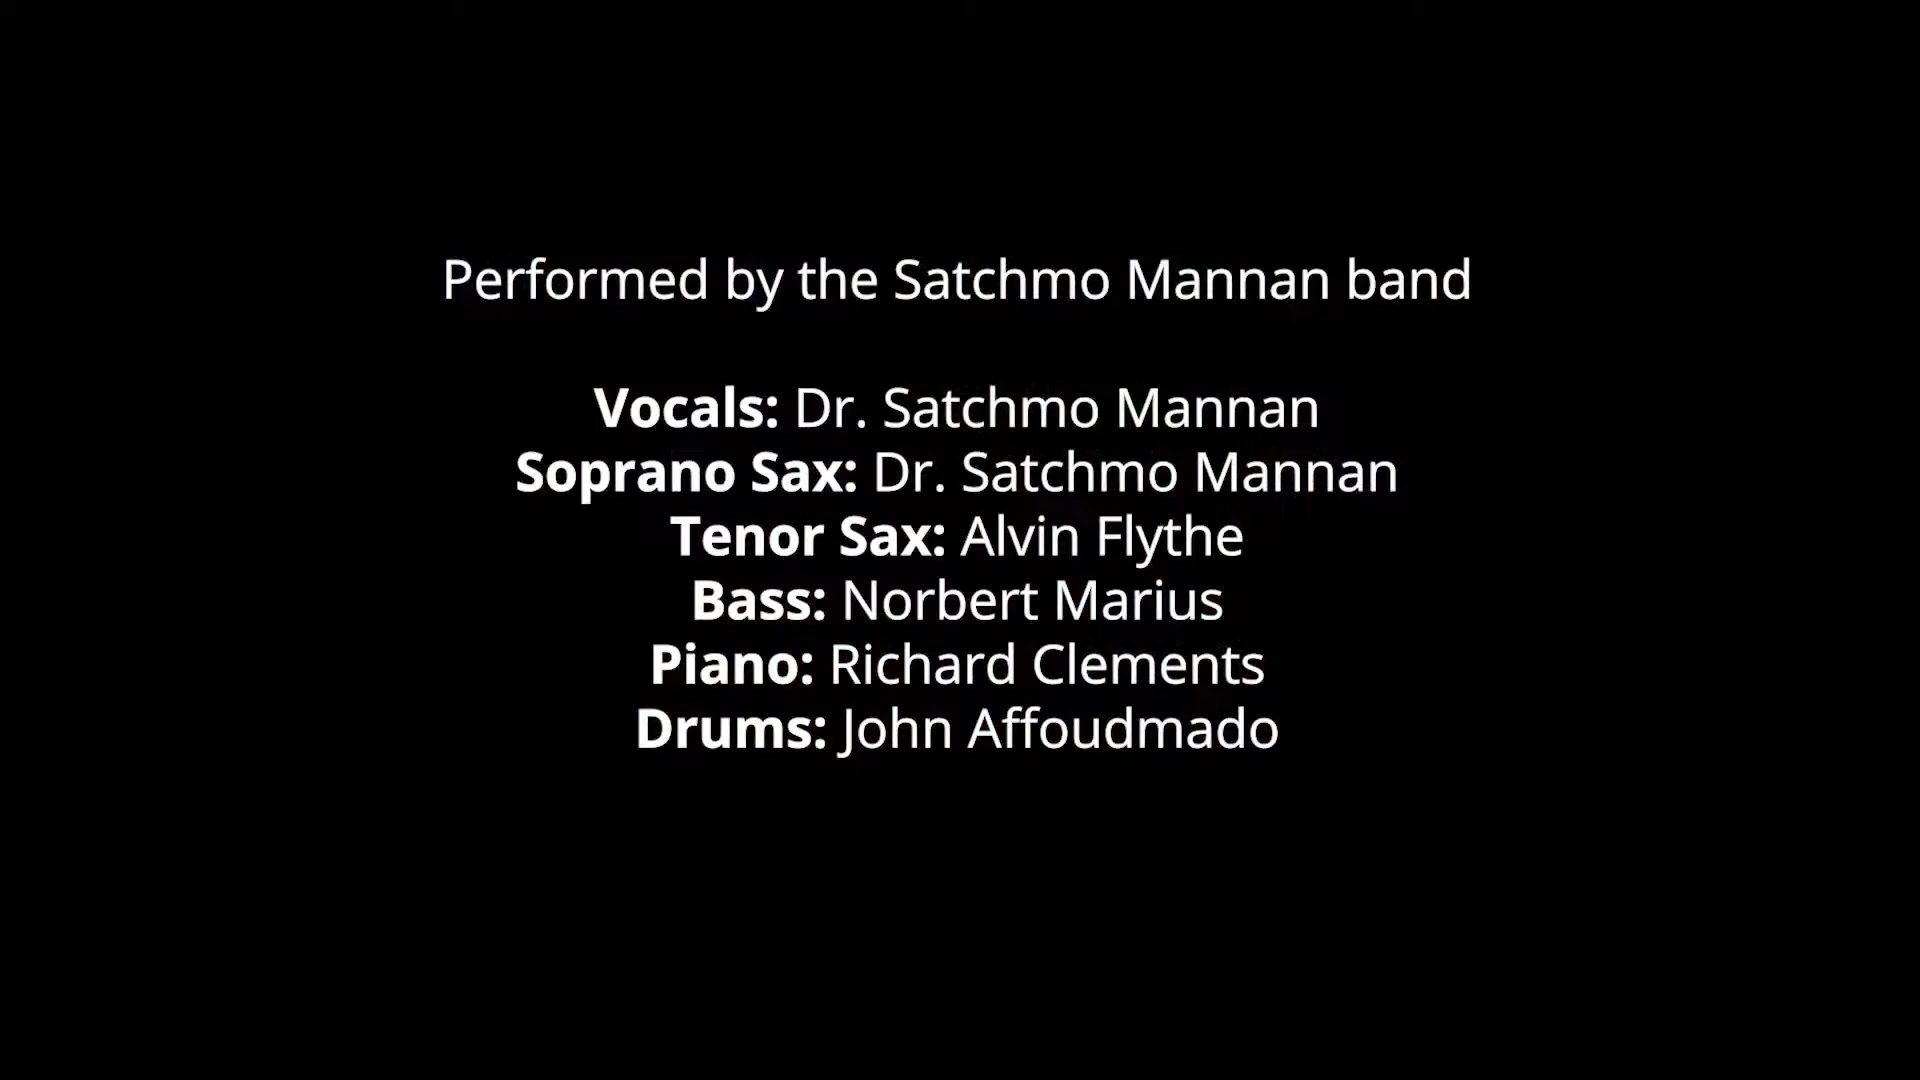 Performed by the Satchmo Mannan band
Vocals: Dr. Satchmo Mannan
Soprano Sax: Dr. Satchmo Mannan
Tenor Sax: Alvin Flythe
Bass: Norbert Marius
Piano: Richard Clements
Drums: John Affoudmado